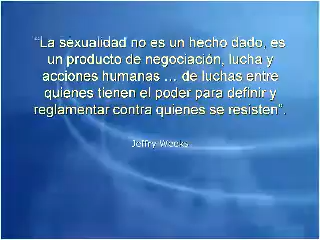 “La sexualidad no es un hecho dado, es
un producto de negociación, lucha y
acciones humanas … de luchas entre
quienes tienen el poder para definir y
reglamentar contra quienes se resisten”.
Jeffry Weeks